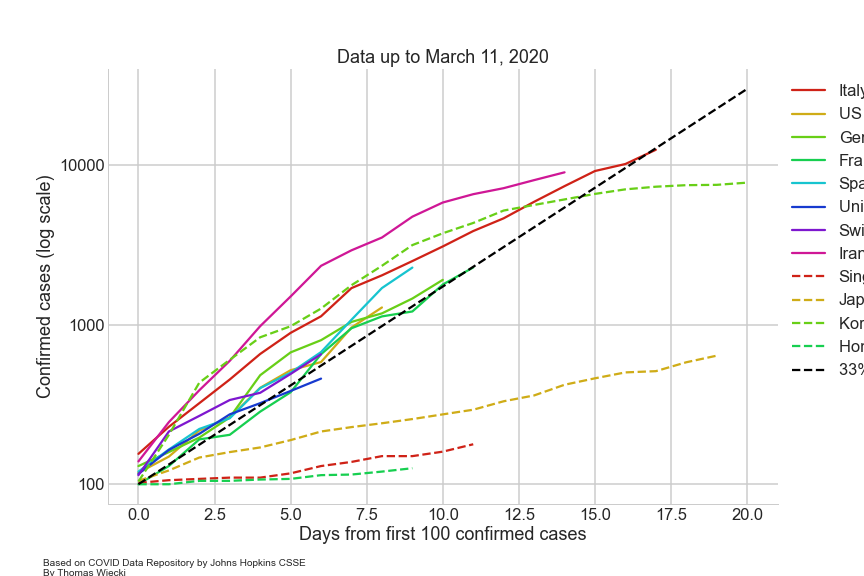 Data up to March 11, 2020
Confirmed cases (log scale)
10000
1000
100
0.0 2.5 5.0 7.5 10.0 12.5 15.0 17.5 20.0
Days from first 100 confirmed cases
Italy
US
Ger
Fra
Spa
Uni
Swi
Iran
Sing
Jap
Kor
Hon
33%
Based on COVID Data Repository by Johns Hopkins CSSE
By Thomas Wiecki